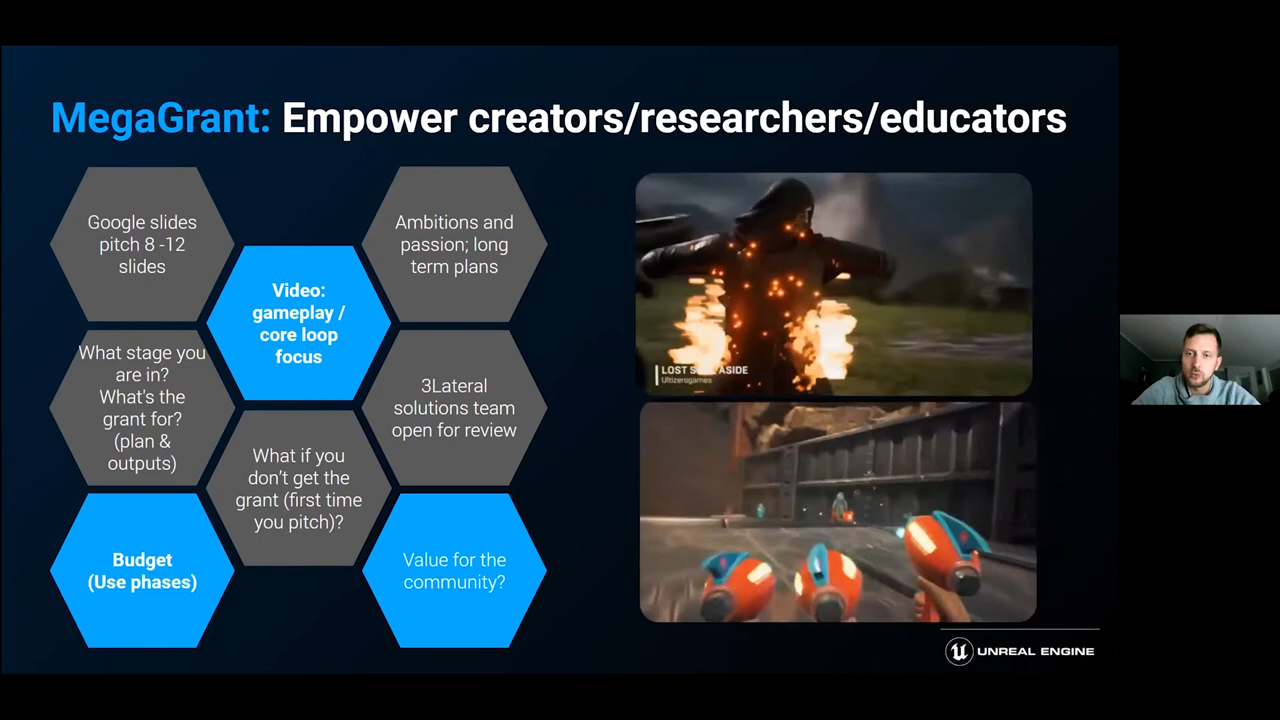 MegaGrant: Empower creators/researchers/educators
Google slides
pitch 8 -12
slides
Ambitions and
passion; long
term plans
Video:
gameplay /
core loop
focus
What stage you
are in?
What's the
grant for?
(plan &
outputs)
3Lateral
solutions team
open for review
What if you
don't get the
grant (first time
you pitch)?
Budget
(Use phases)
Value for the
community?
LOST ASIDE
Ultizerogames
UNREAL ENGINE